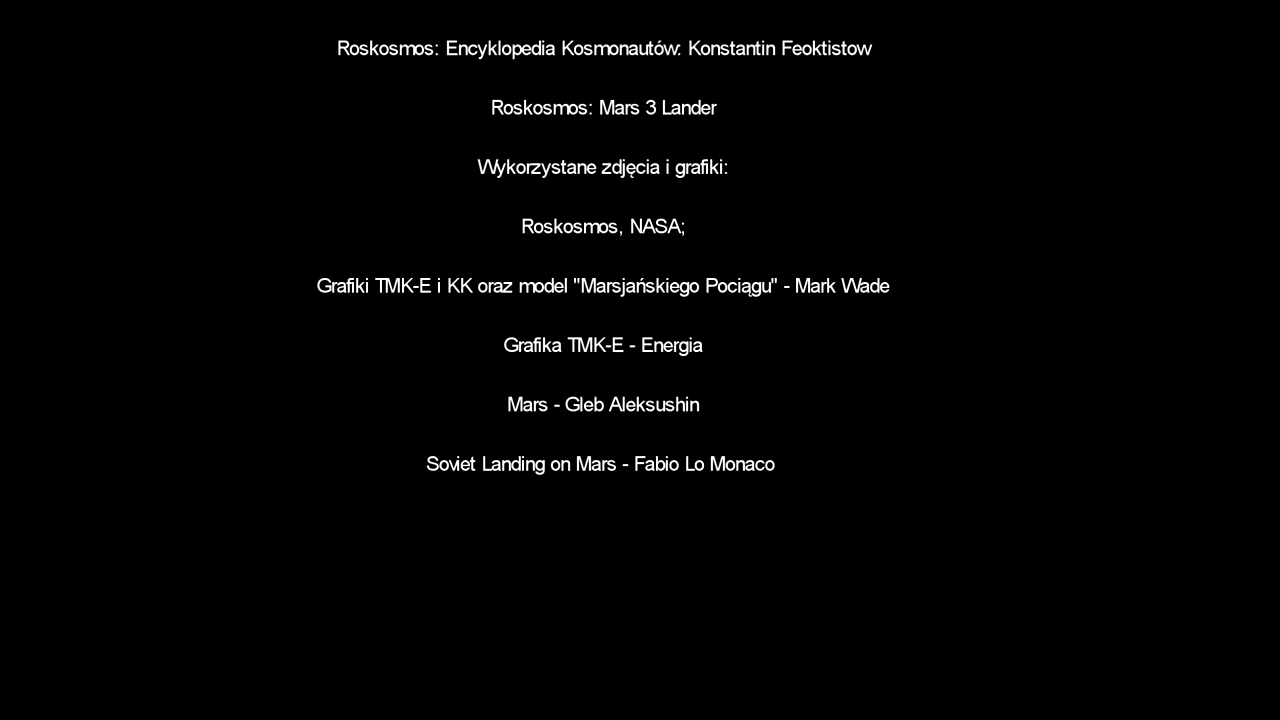 Roskosmos: Encyklopedia Kosmonautów: Konstantin Feoktistow
Roskosmos: Mars 3 Lander
Wykorzystane zdjęcia i grafiki:
Roskosmos, NASA;
Grafiki TMK-E i KK oraz model "Marsjańskiego Pociągu" - Mark Wade
Grafika TMK-E - Energia
Mars - Gleb Aleksushin
Soviet Landing on Mars - Fabio Lo Monaco